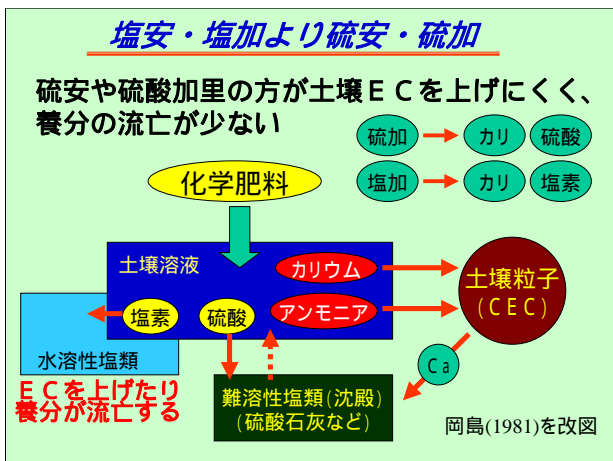 塩安・塩加より硫安・硫加
硫安や硫酸加里の方が土壌ＥＣを上げにくく、
養分の流亡が少ない
硫加 カリ 硫酸
塩加 カリ 塩素
化学肥料
土壌溶液
カリウム
アンモニア
塩素
硫酸
土壌粒子
(ＣＥＣ)
水溶性塩類
ＥＣを上げたり
養分が流亡する
Ｃａ
難溶性塩類(沈殿)
(硫酸石灰など)
岡島(1981)を改図